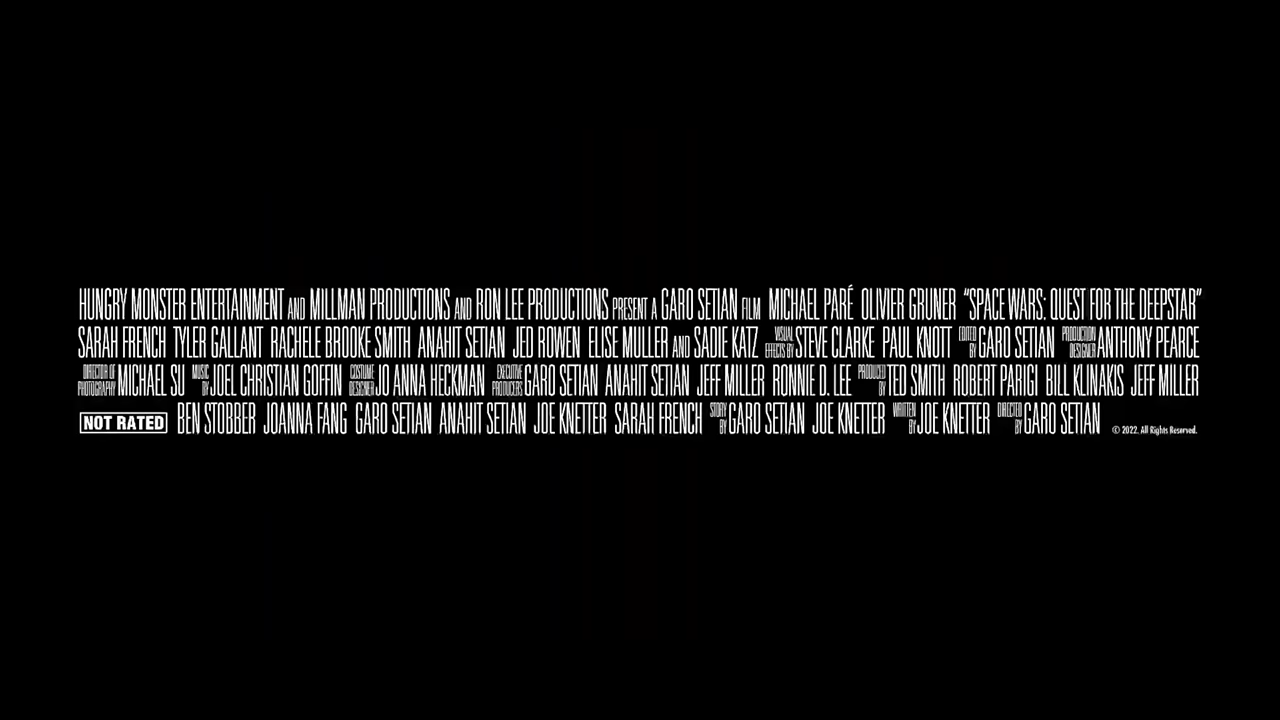 HUNGRY MONSTER ENTERTAINMENT AND MILLMAN PRODUCTIONS AND RON LEE PRODUCTIONS PRESENT A GARO SETIAN FILM MICHAEL PARÉ OLIVIER GRUNER "SPACE WARS: QUEST FOR THE DEEPSTAR"
SARAH FRENCH TYLER GALLANT RACHELE BROOKE SMITH ANAHIT SETIAN JED ROWEN ELISE MULLER AND SADIE KATZ VISUAL EFFECTS BY STEVE CLARKE PAUL KNOTT EDITED BY GARO SETIAN PRODUCTION DESIGNER ANTHONY PEARCE
DIRECTOR OF PHOTOGRAPHY MICHAEL SU MUSIC BY JOEL CHRISTIAN GOFFIN COSTUME DESIGNER JO ANNA HECKMAN EXECUTIVE PRODUCERS GARO SETIAN ANAHIT SETIAN JEFF MILLER RONNIE D. LEE PRODUCED BY TED SMITH ROBERT PARIGI BILL KLINAKIS JEFF MILLER
NOT RATED BEN STOBBER JOANNA FANG GARO SETIAN ANAHIT SETIAN JOE KNETTER SARAH FRENCH STORY BY GARO SETIAN JOE KNETTER WRITTEN BY JOE KNETTER DIRECTED BY GARO SETIAN © 2022. All Rights Reserved.